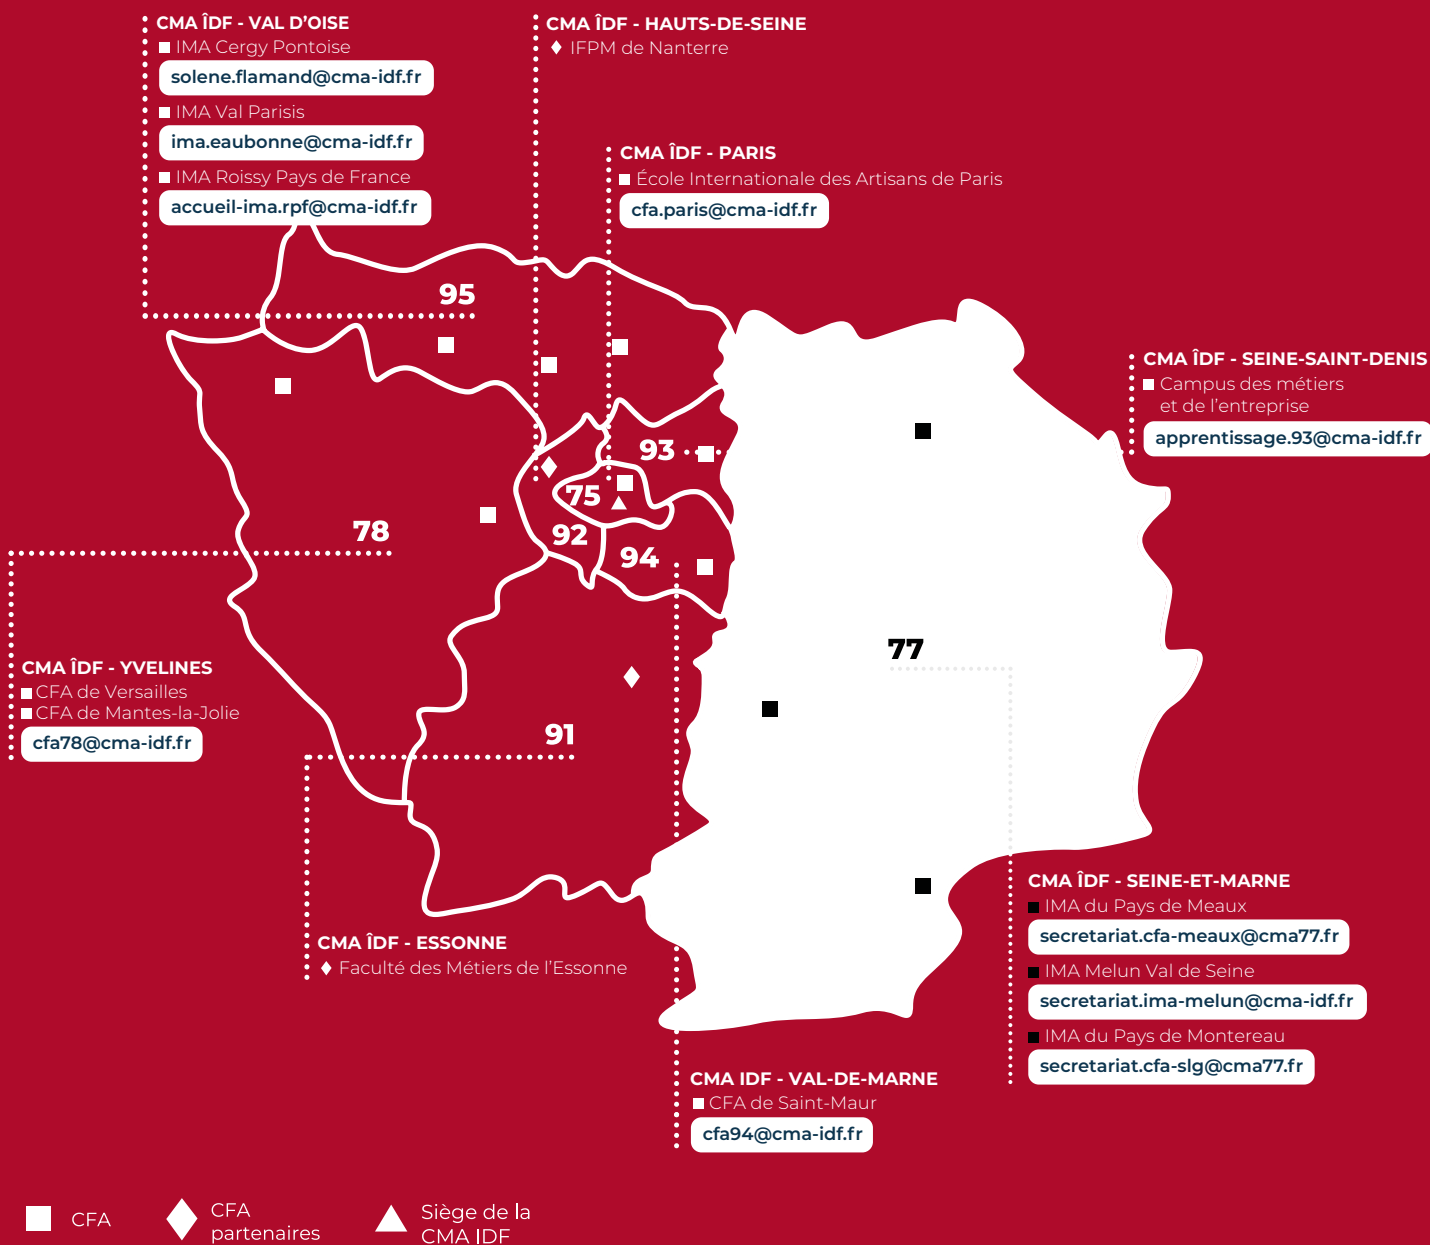 CMA ÎDF - VAL D'OISE
IMA Cergy Pontoise
solene.flamand@cma-idf.fr
IMA Val Parisis
ima.eaubonne@cma-idf.fr
IMA Roissy Pays de France
accueil-ima.rpf@cma-idf.fr
CMA ÎDF - HAUTS-DE-SEINE
IFPM de Nanterre
CMA ÎDF - PARIS
École Internationale des Artisans de Paris
cfa.paris@cma-idf.fr
CMA ÎDF - SEINE-SAINT-DENIS
Campus des métiers
et de l'entreprise
apprentissage.93@cma-idf.fr
95
93
75
92
94
78
77
91
CMA ÎDF - YVELINES
CFA de Versailles
CFA de Mantes-la-Jolie
cfa78@cma-idf.fr
CMA ÎDF - ESSONNE
Faculté des Métiers de l'Essonne
CMA ÎDF - SEINE-ET-MARNE
IMA du Pays de Meaux
secretariat.cfa-meaux@cma77.fr
IMA Melun Val de Seine
secretariat.ima-melun@cma-idf.fr
IMA du Pays de Montereau
secretariat.cfa-slg@cma77.fr
CMA IDF - VAL-DE-MARNE
CFA de Saint-Maur
cfa94@cma-idf.fr
CFA
CFA
partenaires
Siège de la
CMA IDF